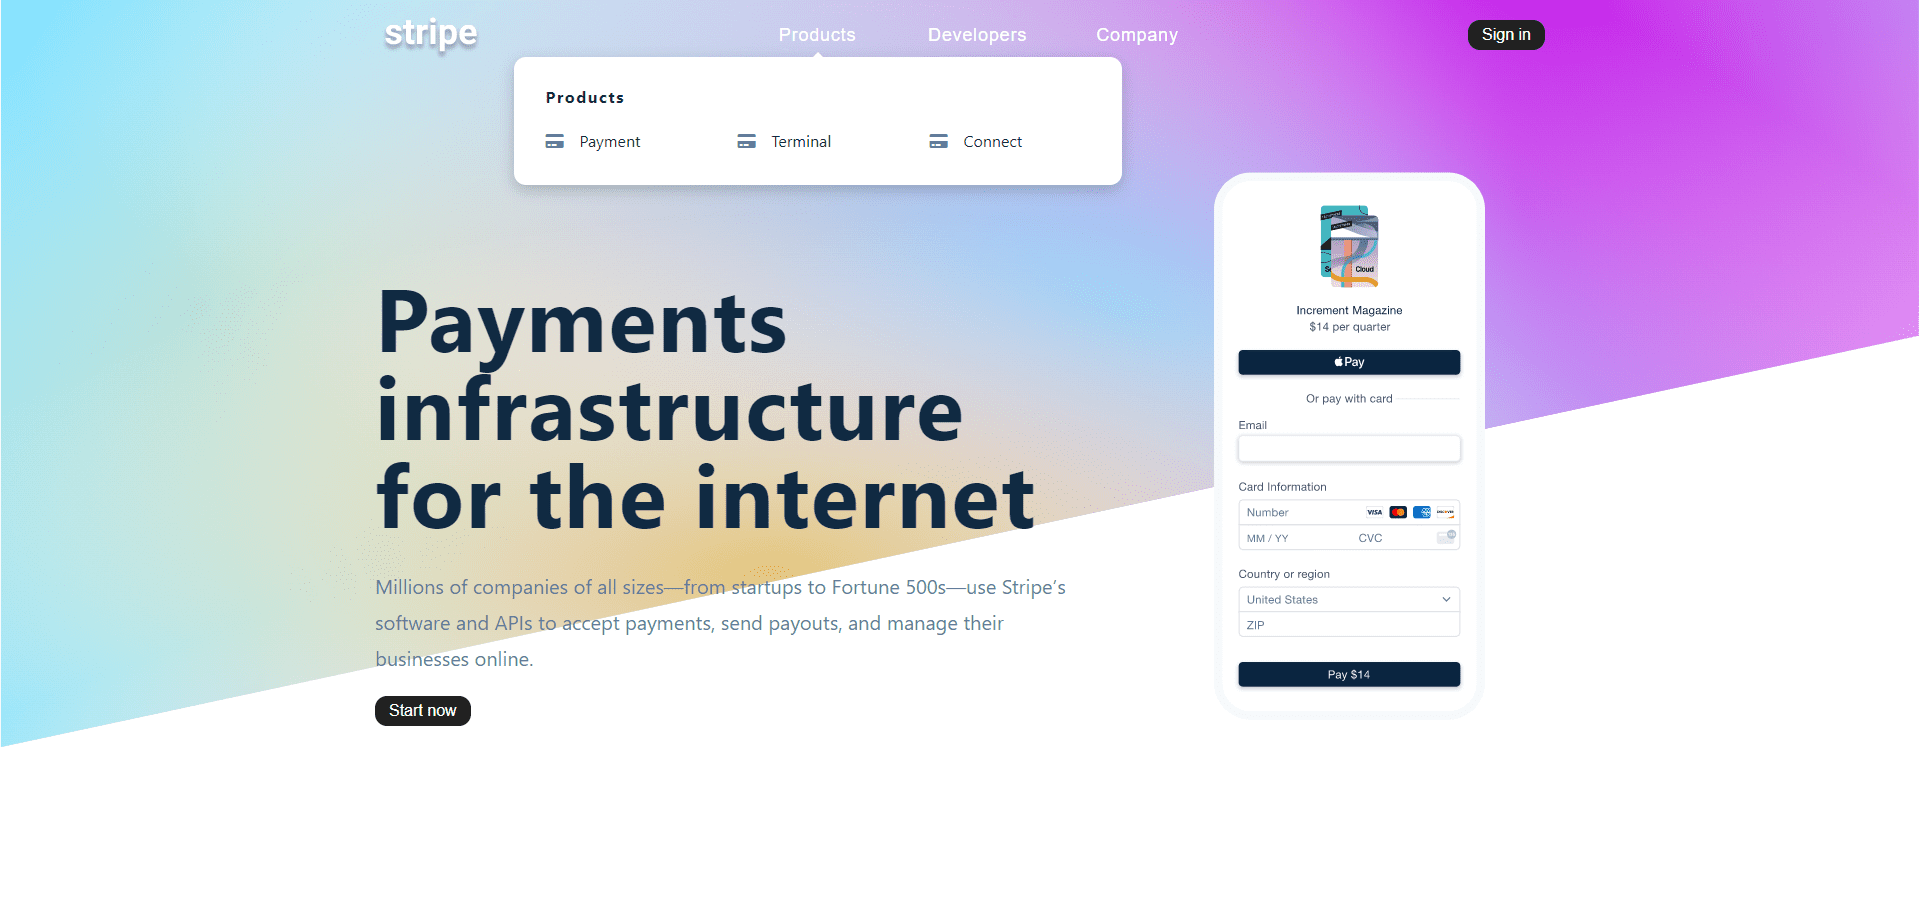 stripe
Products Developers Company
Sign in
Products
Payment Terminal Connect
Payments
infrastructure
for the internet
Millions of companies of all sizes—from startups to Fortune 500s—use Stripe’s
software and APIs to accept payments, send payouts, and manage their
businesses online.
Start now
Cloud
Increment Magazine
$14 per quarter
Pay
Or pay with card
Email
Card Information
Number VISA DISCOVER
MM / YY CVC
Country or region
United States
ZIP
Pay $14